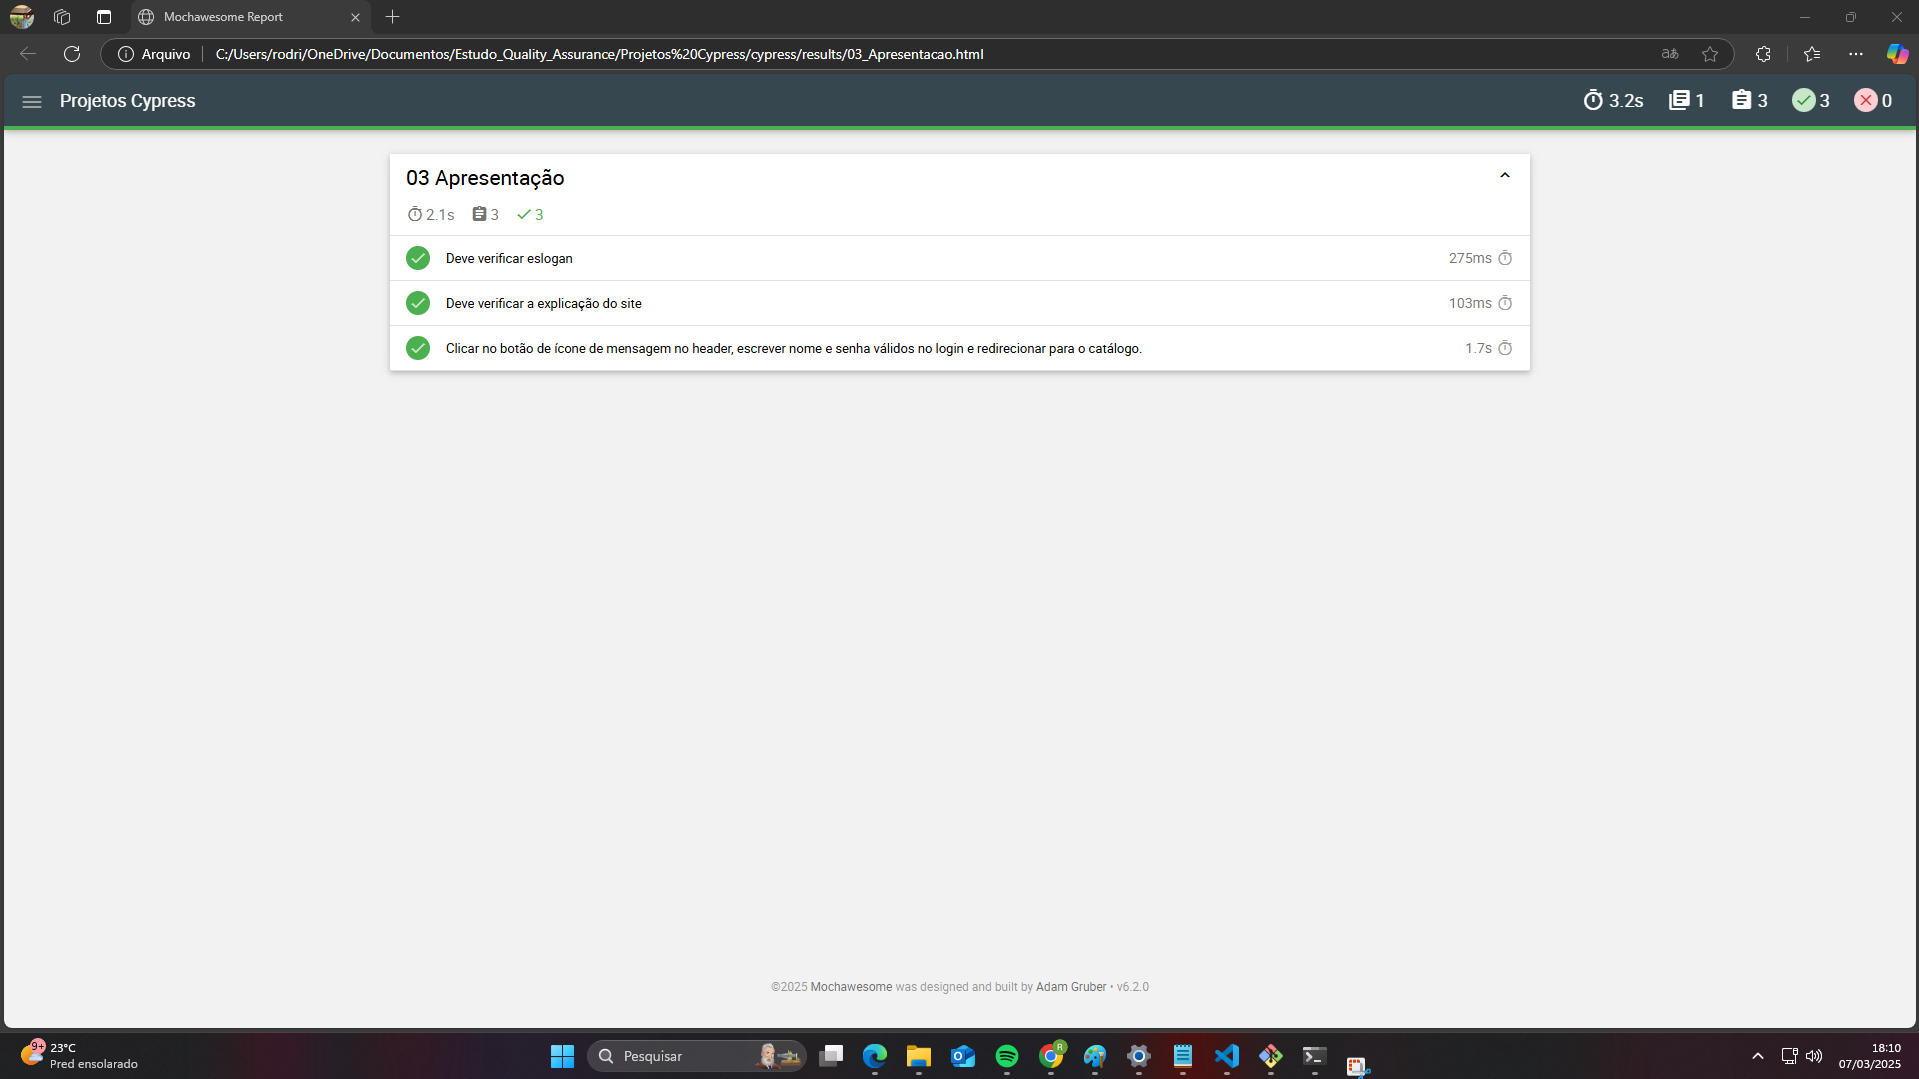 Mochawesome Report
Arquivo C:/Users/rodri/OneDrive/Documentos/Estudo_Quality_Assurance/Projetos%20Cypress/cypress/results/03_Apresentacao.html
Projetos Cypress 3.2s 1 3 3 0
03 Apresentação
2.1s 3 3
Deve verificar eslogan 275ms
Deve verificar a explicação do site 103ms
Clicar no botão de ícone de mensagem no header, escrever nome e senha válidos no login e redirecionar para o catálogo. 1.7s
©2025 Mochawesome was designed and built by Adam Gruber • v6.2.0
9+ 23°C
Pred ensolarado
Pesquisar
R
18:10
07/03/2025